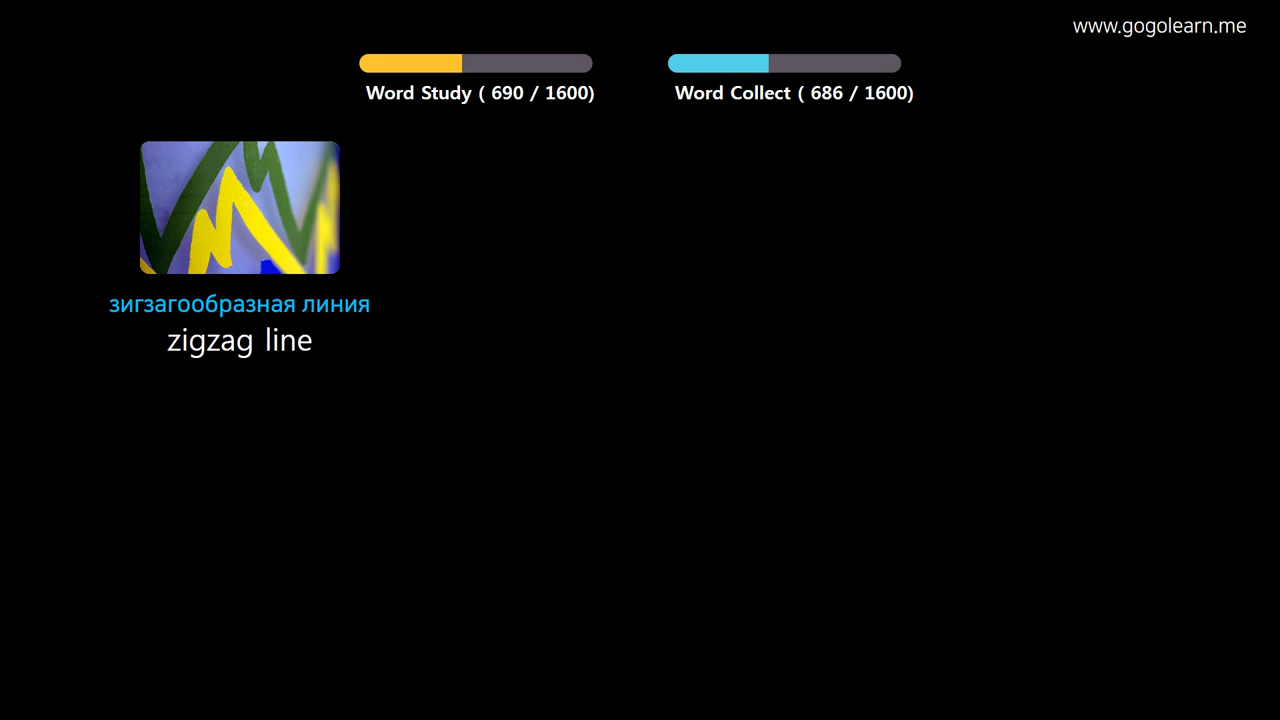 www.gogolearn.me
Word Study ( 690 / 1600)
Word Collect ( 686 / 1600)
зигзагообразная линия
zigzag line